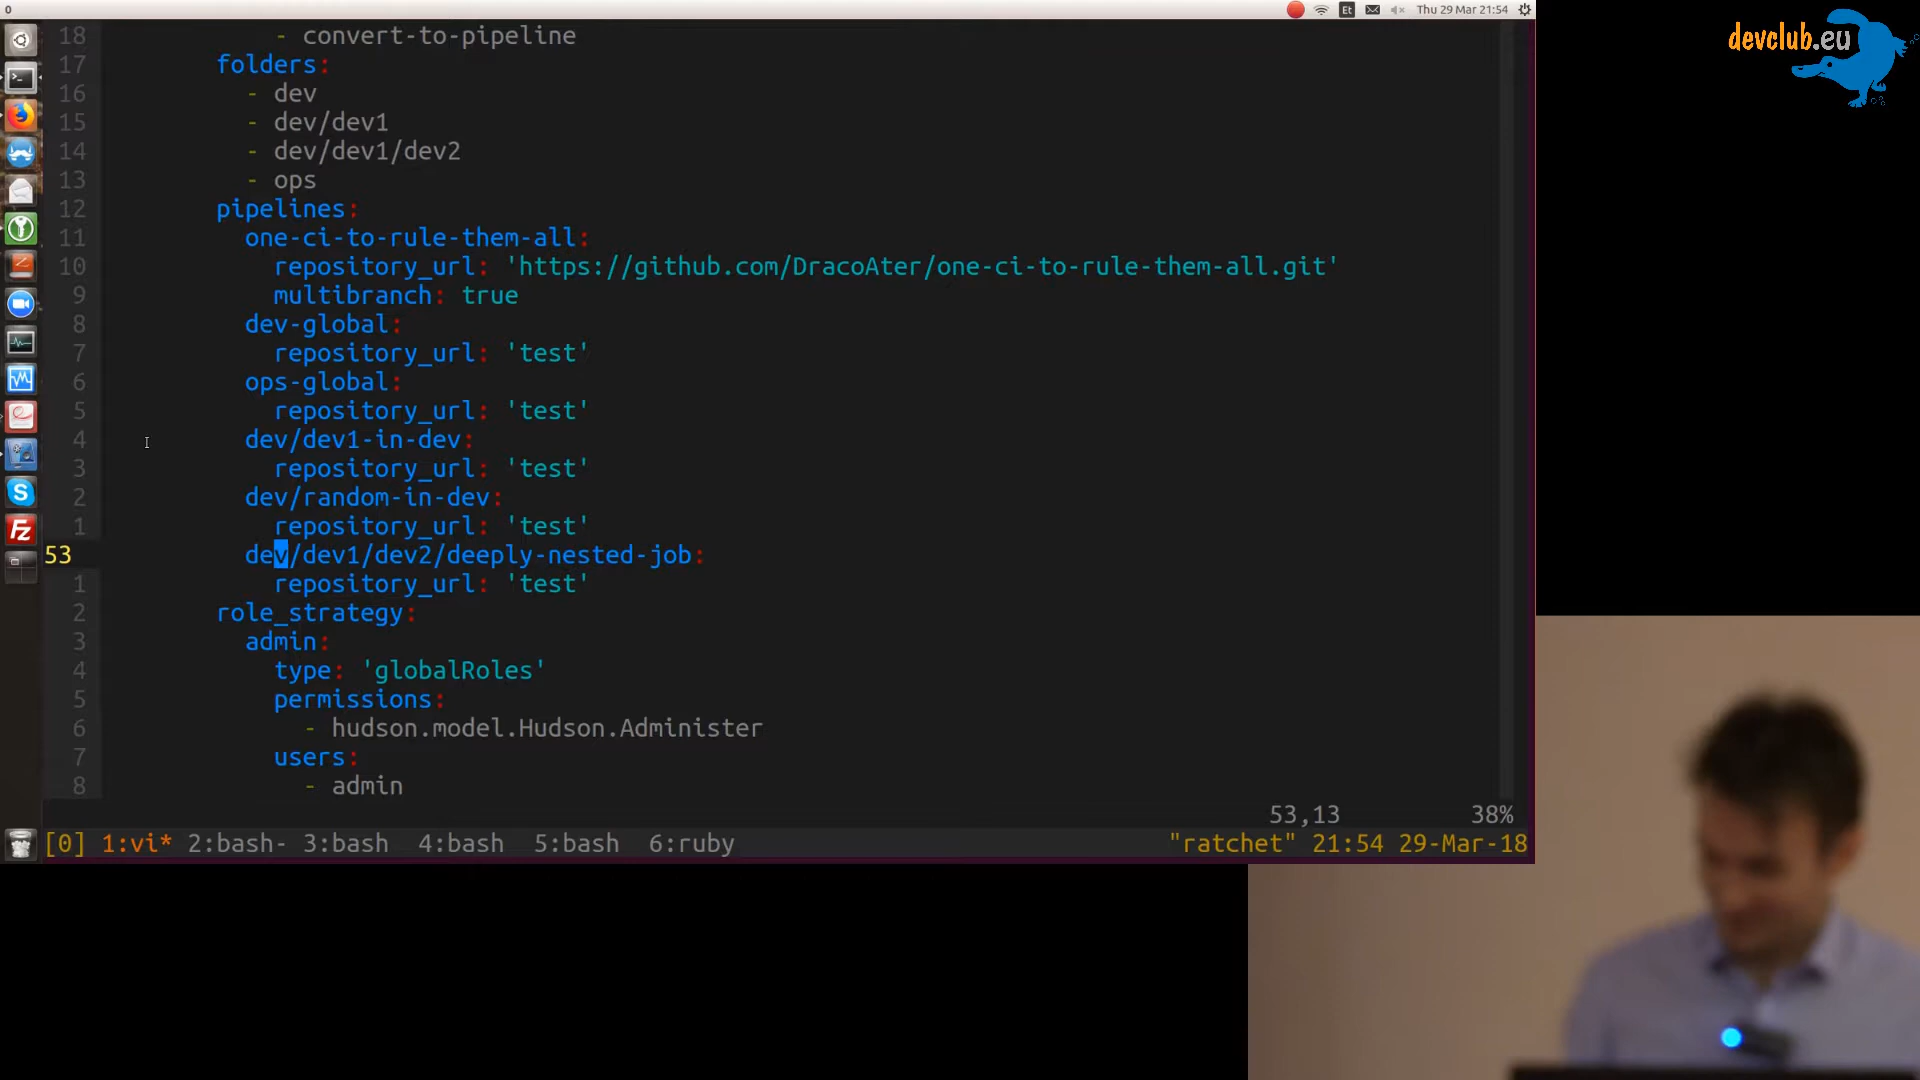 0
Et
Thu 29 Mar 21:54
devclub.eu
18 - convert-to-pipeline
17 folders:
16 - dev
15 - dev/dev1
14 - dev/dev1/dev2
13 - ops
12 pipelines:
11 one-ci-to-rule-them-all:
10 repository_url: 'https://github.com/DracoAter/one-ci-to-rule-them-all.git'
9 multibranch: true
8 dev-global:
7 repository_url: 'test'
6 ops-global:
5 repository_url: 'test'
4 dev/dev1-in-dev:
3 repository_url: 'test'
2 dev/random-in-dev:
1 repository_url: 'test'
53 dev/dev1/dev2/deeply-nested-job:
1 repository_url: 'test'
2 role_strategy:
3 admin:
4 type: 'globalRoles'
5 permissions:
6 - hudson.model.Hudson.Administer
7 users:
8 - admin
53,13 38%
[0] 1:vi* 2:bash- 3:bash 4:bash 5:bash 6:ruby "ratchet" 21:54 29-Mar-18